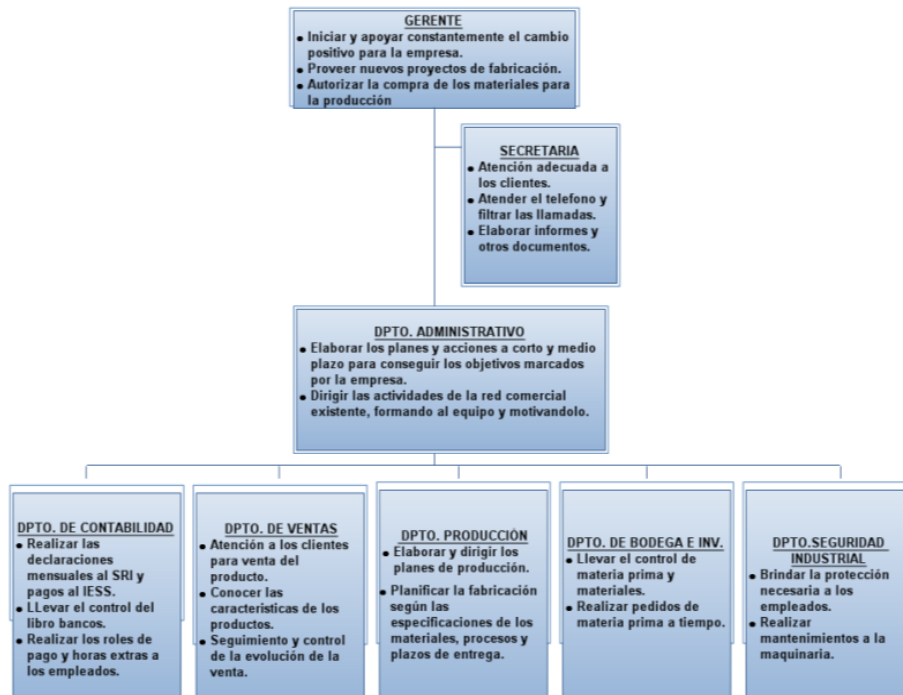 GERENTE
● Iniciar y apoyar constantemente el cambio
positivo para la empresa.
● Proveer nuevos proyectos de fabricación.
● Autorizar la compra de los materiales para
la producción
SECRETARIA
● Atención adecuada a
los clientes.
● Atender el telefono y
filtrar las llamadas.
● Elaborar informes y
otros documentos.
DPTO. ADMINISTRATIVO
● Elaborar los planes y acciones a corto y medio
plazo para conseguir los objetivos marcados
por la empresa.
● Dirigir las actividades de la red comercial
existente, formando al equipo y motivandolo.
DPTO. DE CONTABILIDAD
● Realizar las
declaraciones
mensuales al SRI y
pagos al IESS.
● LLevar el control del
libro bancos.
● Realizar los roles de
pago y horas extras a
los empleados.
DPTO. DE VENTAS
● Atención a los clientes
para venta del
producto.
● Conocer las
caracteristicas de los
productos.
● Seguimiento y control
de la evolución de la
venta.
DPTO. PRODUCCIÓN
● Elaborar y dirigir los
planes de producción.
● Planificar la fabricación
según las
especificaciones de los
materiales, procesos y
plazos de entrega.
DPTO. DE BODEGA E INV.
● Llevar el control de
materia prima y
materiales.
● Realizar pedidos de
materia prima a tiempo.
DPTO.SEGURIDAD
INDUSTRIAL
● Brindar la protección
necesaria a los
empleados.
● Realizar
mantenimientos a la
maquinaria.